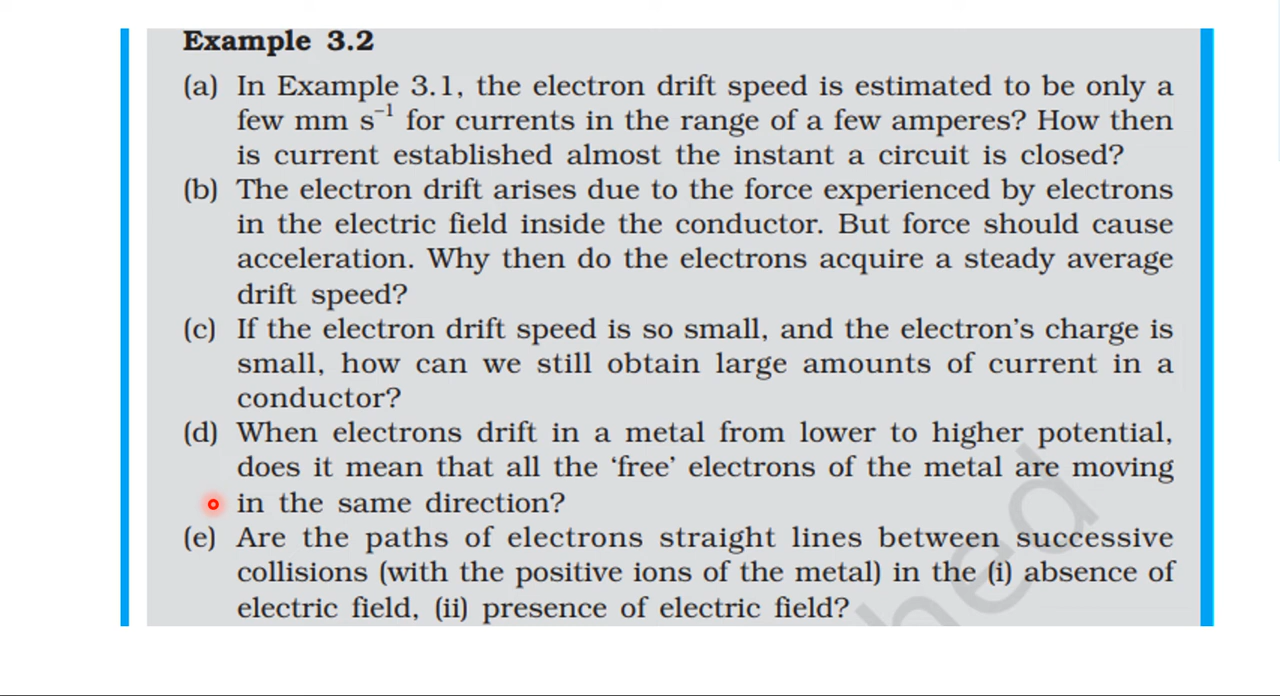 Example 3.2
(a) In Example 3.1, the electron drift speed is estimated to be only a
few mm s⁻¹ for currents in the range of a few amperes? How then
is current established almost the instant a circuit is closed?
(b) The electron drift arises due to the force experienced by electrons
in the electric field inside the conductor. But force should cause
acceleration. Why then do the electrons acquire a steady average
drift speed?
(c) If the electron drift speed is so small, and the electron’s charge is
small, how can we still obtain large amounts of current in a
conductor?
(d) When electrons drift in a metal from lower to higher potential,
does it mean that all the ‘free’ electrons of the metal are moving
in the same direction?
(e) Are the paths of electrons straight lines between successive
collisions (with the positive ions of the metal) in the (i) absence of
electric field, (ii) presence of electric field?